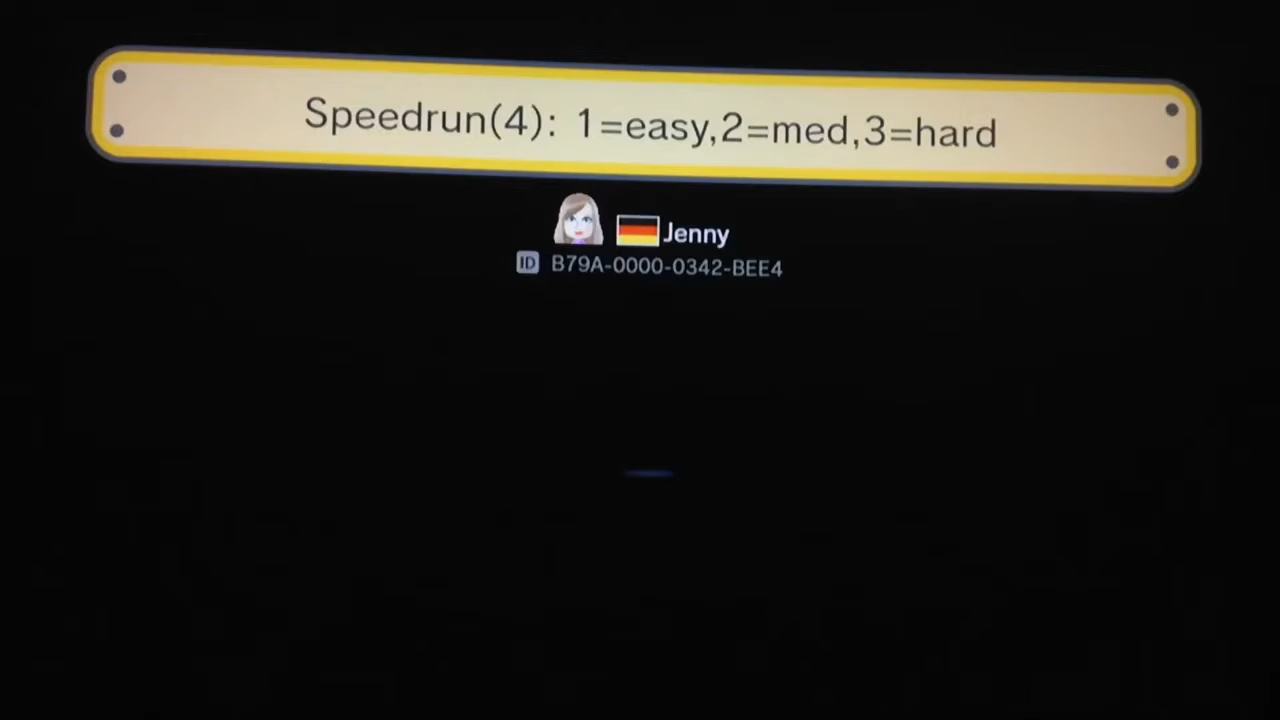 Speedrun(4): 1=easy,2=med,3=hard
Jenny
ID B79A-0000-0342-BEE4